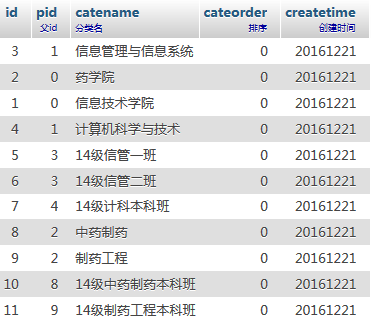 id pid catename cateorder createtime
父id 分类名 排序 创建时间
3 1 信息管理与信息系统 0 20161221
2 0 药学院 0 20161221
1 0 信息技术学院 0 20161221
4 1 计算机科学与技术 0 20161221
5 3 14级信管一班 0 20161221
6 3 14级信管二班 0 20161221
7 4 14级计科本科班 0 20161221
8 2 中药制药 0 20161221
9 2 制药工程 0 20161221
10 8 14级中药制药本科班 0 20161221
11 9 14级制药工程本科班 0 20161221